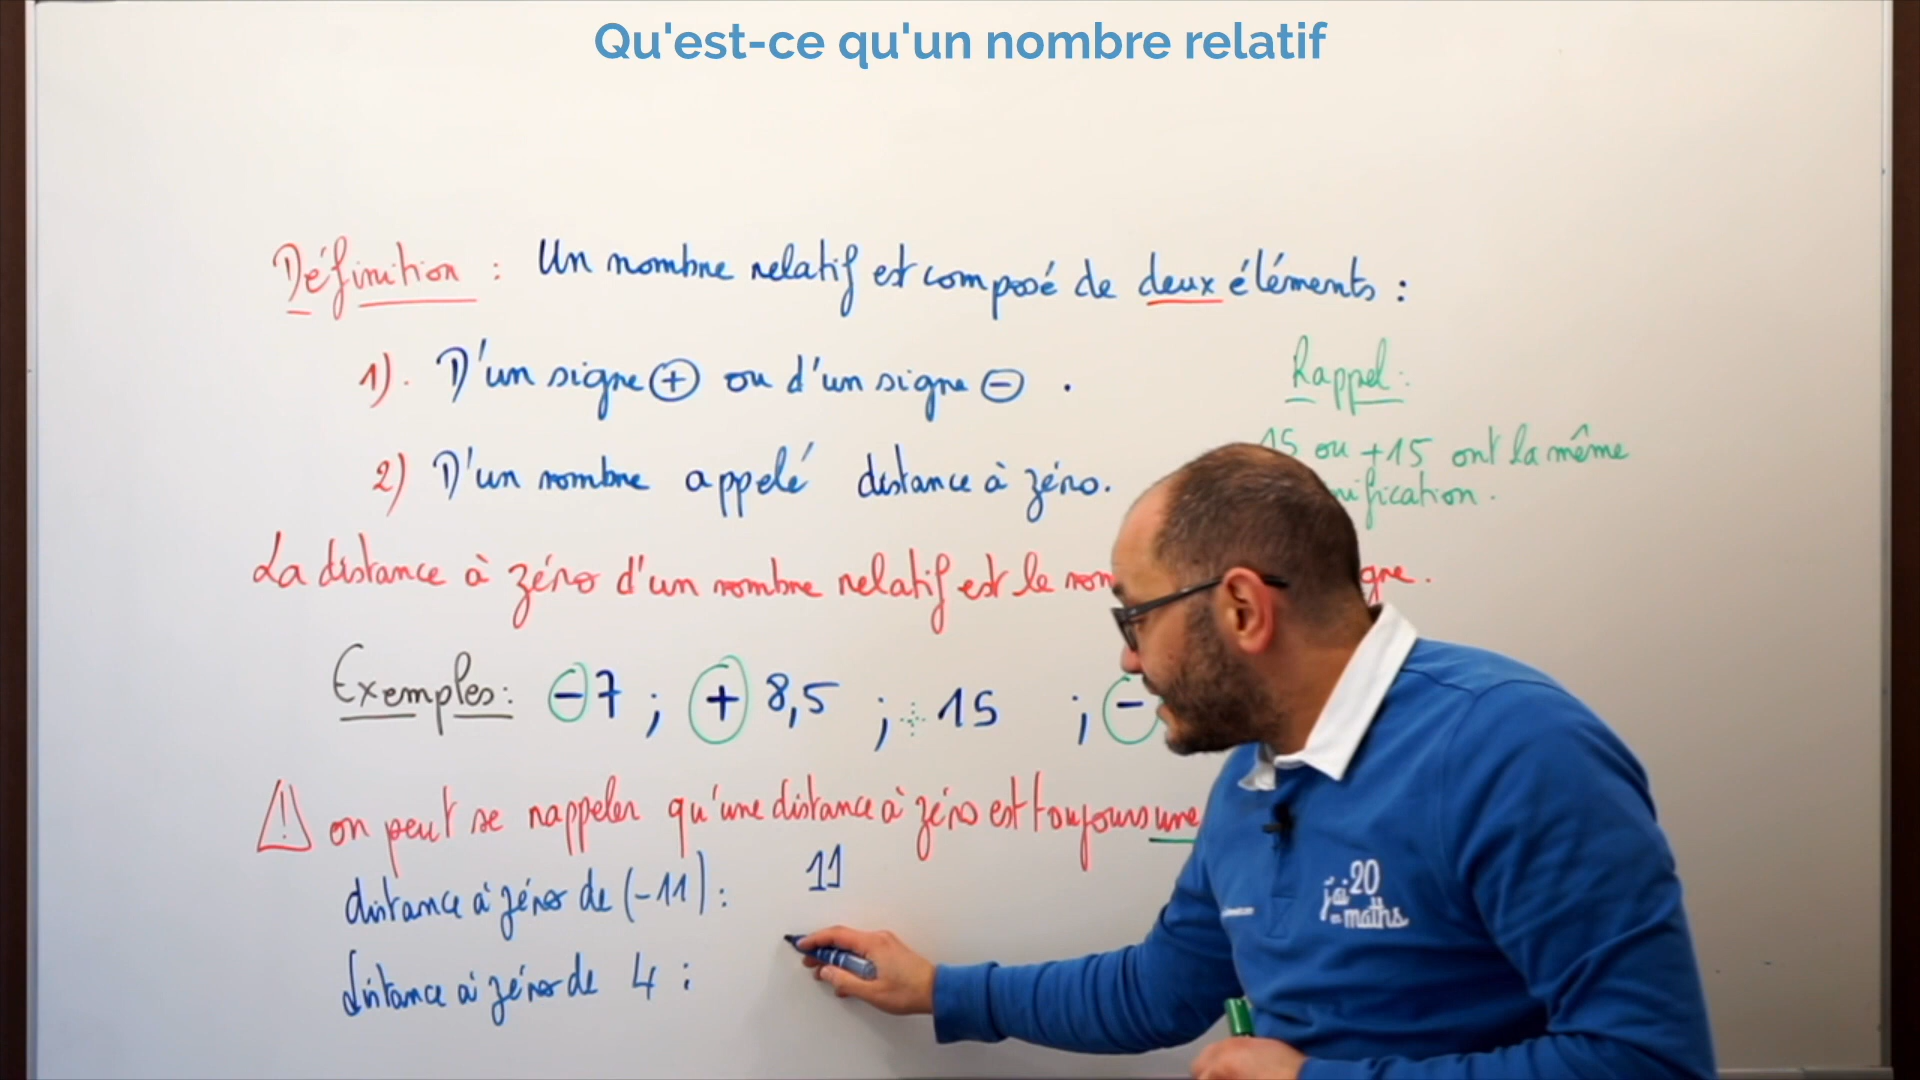 Qu'est-ce qu'un nombre relatif
Définition : Un nombre relatif est composé de deux éléments :
1). D'un signe + ou d'un signe - .
2) D'un nombre appelé distance à zéro.
Rappel :
15 ou +15 ont la même
nification .
La distance à zéro d'un nombre relatif est le nom gne .
Exemples : -7 ; + 8,5 ; + 15 ; -
on peut se rappeler qu'une distance à zéro est toujours une
distance à zéro de (-11) : 11
distance à zéro de 4 :
j'ai 20
en maths